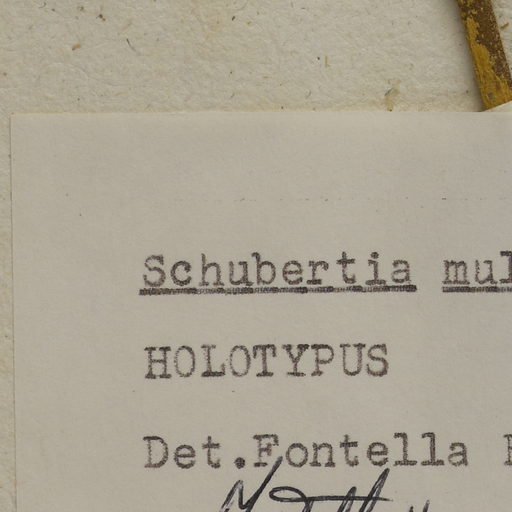 Schubertia mul
HOLOTYPUS
Det.Fontella